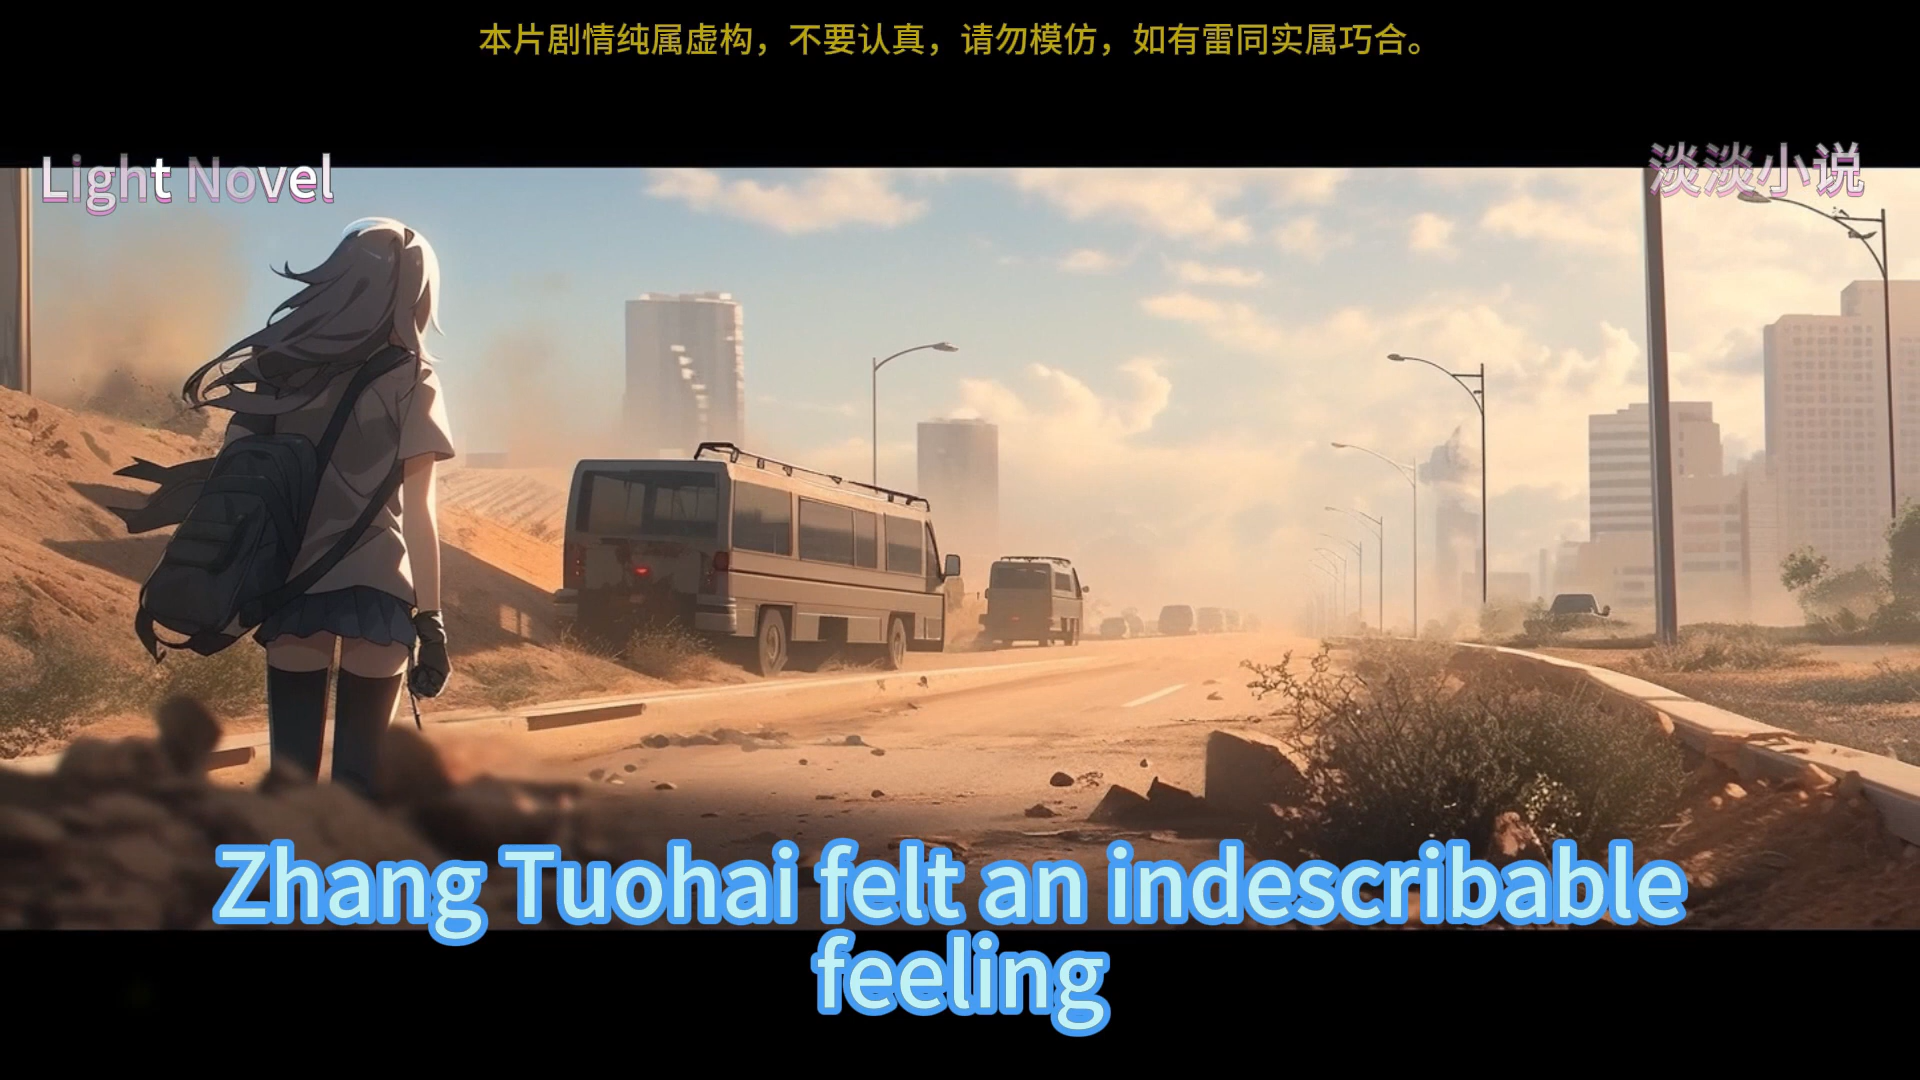 本片剧情纯属虚构，不要认真，请勿模仿，如有雷同实属巧合。
Light Novel
淡淡小说
Zhang Tuohai felt an indescribable
feeling